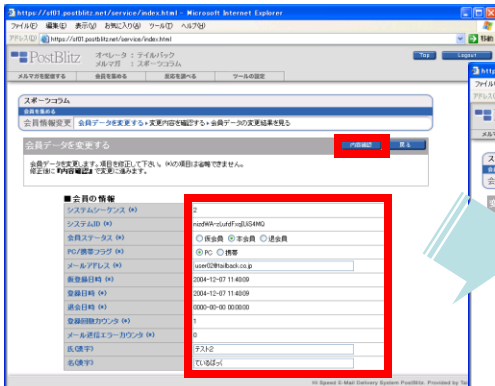 https://sf01.postblitz.net/service/index.html - Microsoft Internet Explorer
ファイル(F) 編集(E) 表示(V) お気に入り(A) ツール(T) ヘルプ(H)
アドレス(D) https://sf01.postblitz.net/service/index.html 移動
PostBlitz
オペレータ : テイルバック
メルマガ : スポーツコラム
Top Logout
メルマガを配信する 会員を集める 反応を調べる ツールの設定
スポーツコラム
会員を集める
会員情報変更 会員データを変更する 変更内容を確認する 会員データの変更結果を見る
会員データを変更する 内容確認 戻る
会員データを変更します。項目を修正して下さい。(*)の項目は省略できません。
修正後に『内容確認』で変更に進みます。
■会員の情報
システムシーケンス (*) 2
システムID (*)
会員ステータス (*) 仮会員 本会員 退会員
PC/携帯フラグ (*) PC 携帯
メールアドレス (*) user02@tailback.co.jp
仮登録日時 (*) 2004-12-07 11:40:09
登録日時 (*) 2004-12-07 11:40:09
退会日時 (*) 0000-00-00 00:00:00
登録回数カウンタ (*) 1
メール送信エラーカウンタ (*) 0
氏(漢字) テスト2
名(漢字) ているばっく
Hi Speed E-Mail Delivery System PostBlitz. Provided by Ta